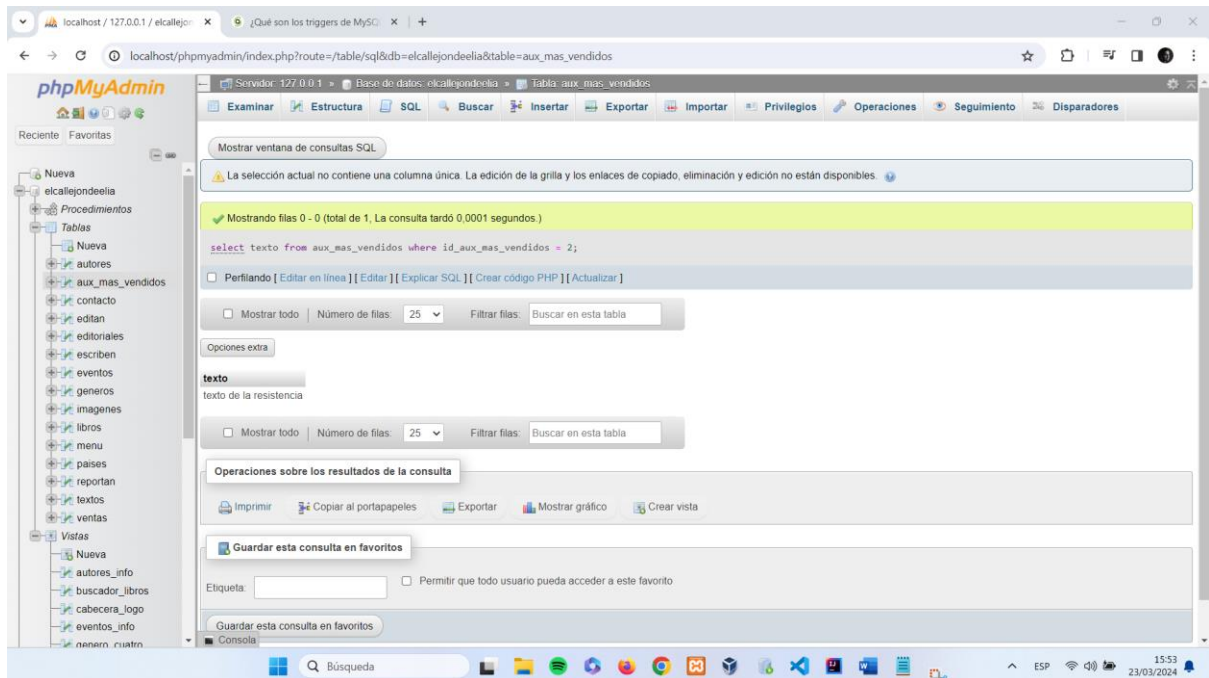 localhost / 127.0.0.1 / elcallejon
¿Qué son los triggers de MySQ
localhost/phpmyadmin/index.php?route=/table/sql&db=elcallejondeelia&table=aux_mas_vendidos
phpMyAdmin
Reciente Favoritas
Nueva
elcallejondeelia
Procedimientos
Tablas
Nueva
autores
aux_mas_vendidos
contacto
editan
editoriales
escriben
eventos
generos
imagenes
libros
menu
paises
reportan
textos
ventas
Vistas
Nueva
autores_info
buscador_libros
cabecera_logo
eventos_info
genero_cuatro
Servidor: 127.0.0.1 » Base de datos: elcallejondeelia » Tabla: aux_mas_vendidos
Examinar Estructura SQL Buscar Insertar Exportar Importar Privilegios Operaciones Seguimiento Disparadores
Mostrar ventana de consultas SQL
La selección actual no contiene una columna única. La edición de la grilla y los enlaces de copiado, eliminación y edición no están disponibles.
Mostrando filas 0 - 0 (total de 1, La consulta tardó 0,0001 segundos.)
select texto from aux_mas_vendidos where id_aux_mas_vendidos = 2;
Perfilando [ Editar en línea ] [ Editar ] [ Explicar SQL ] [ Crear código PHP ] [ Actualizar ]
Mostrar todo | Número de filas: 25 Filtrar filas: Buscar en esta tabla
Opciones extra
texto
texto de la resistencia
Mostrar todo | Número de filas: 25 Filtrar filas: Buscar en esta tabla
Operaciones sobre los resultados de la consulta
Imprimir Copiar al portapapeles Exportar Mostrar gráfico Crear vista
Guardar esta consulta en favoritos
Etiqueta: Permitir que todo usuario pueda acceder a este favorito
Guardar esta consulta en favoritos
Consola
Búsqueda
ESP
15:53
23/03/2024